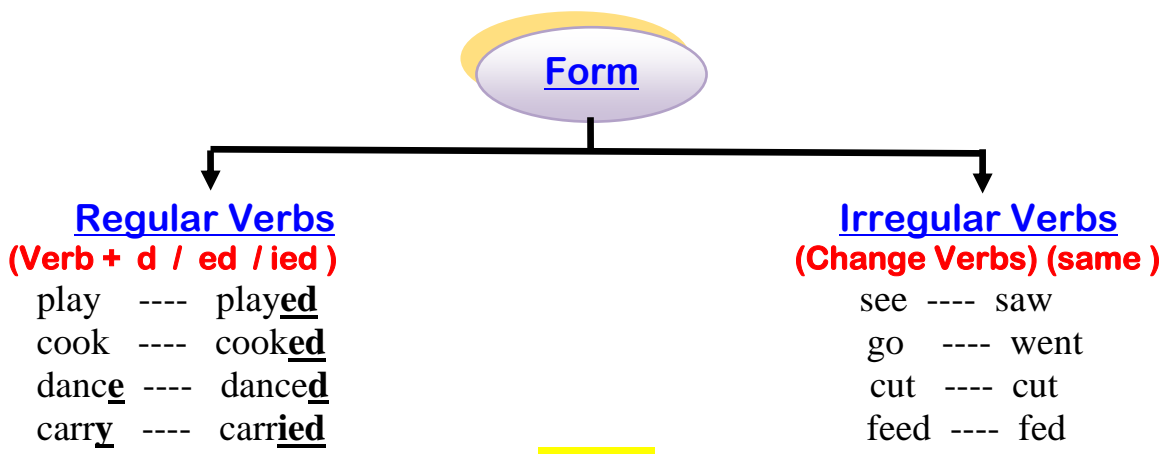 Form
Regular Verbs
(Verb + d / ed / ied )
play ---- played
cook ---- cooked
dance ---- danced
carry ---- carried
Irregular Verbs
(Change Verbs) (same )
see ---- saw
go ---- went
cut ---- cut
feed ---- fed